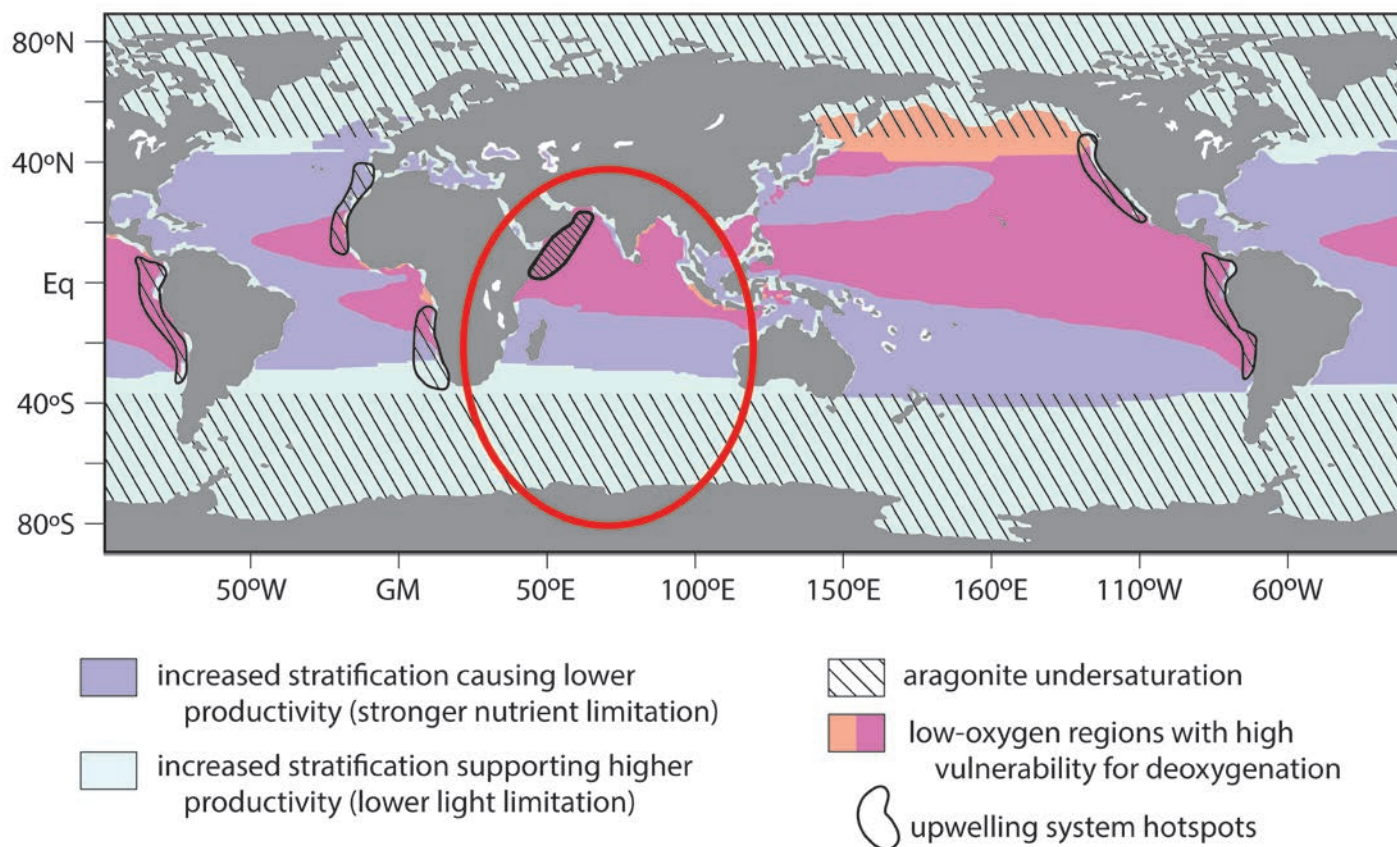 80ºN
40ºN
Eq
40ºS
80ºS
50ºW GM 50ºE 100ºE 150ºE 160ºE 110ºW 60ºW
increased stratification causing lower
productivity (stronger nutrient limitation)
increased stratification supporting higher
productivity (lower light limitation)
aragonite undersaturation
low-oxygen regions with high
vulnerability for deoxygenation
upwelling system hotspots